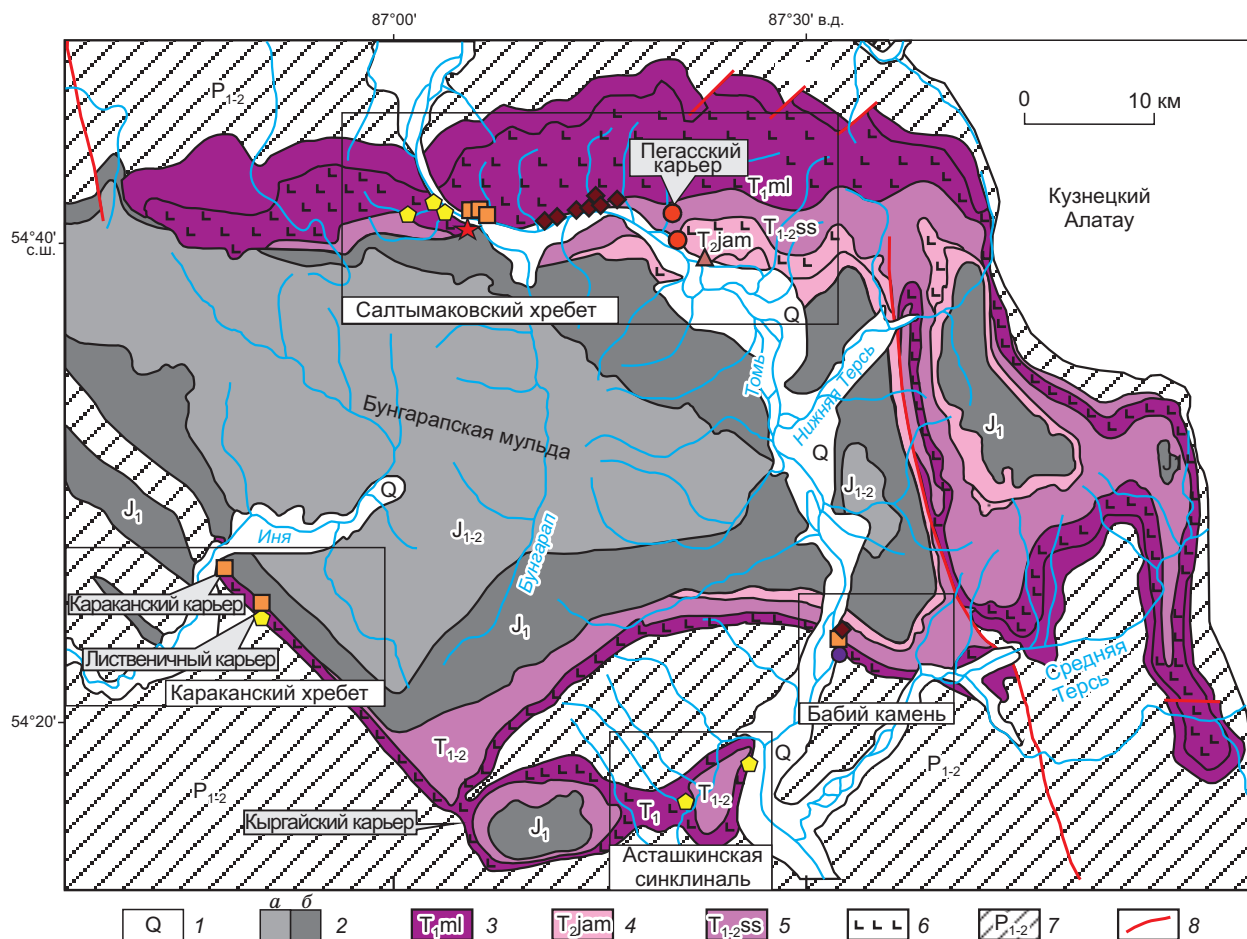 87°00'
87°30' в.д.
P1-2
0 10 км
Пегасский
карьер
T1ml
Кузнецкий
Алатау
54°40'
с.ш.
T1-2ss
T2jam
Салтымаковский хребет
Q
Томь
Нижняя Терсь
Бунгарапская мульда
J1
Q
Q
J1-2
J1
Иня
J1-2
Бунгарап
Караканский карьер
J1
Лиственичный карьер
Караканский хребет
Средняя
Терсь
54°20'
Бабий камень
T1-2
Q
P1-2
P1-2
T1-2
T1
Кыргайский карьер
J1
Асташкинская
синклиналь
а б
Q 1 2 T1ml 3 T2jam 4 T1-2ss 5 6 P1-2 7 8